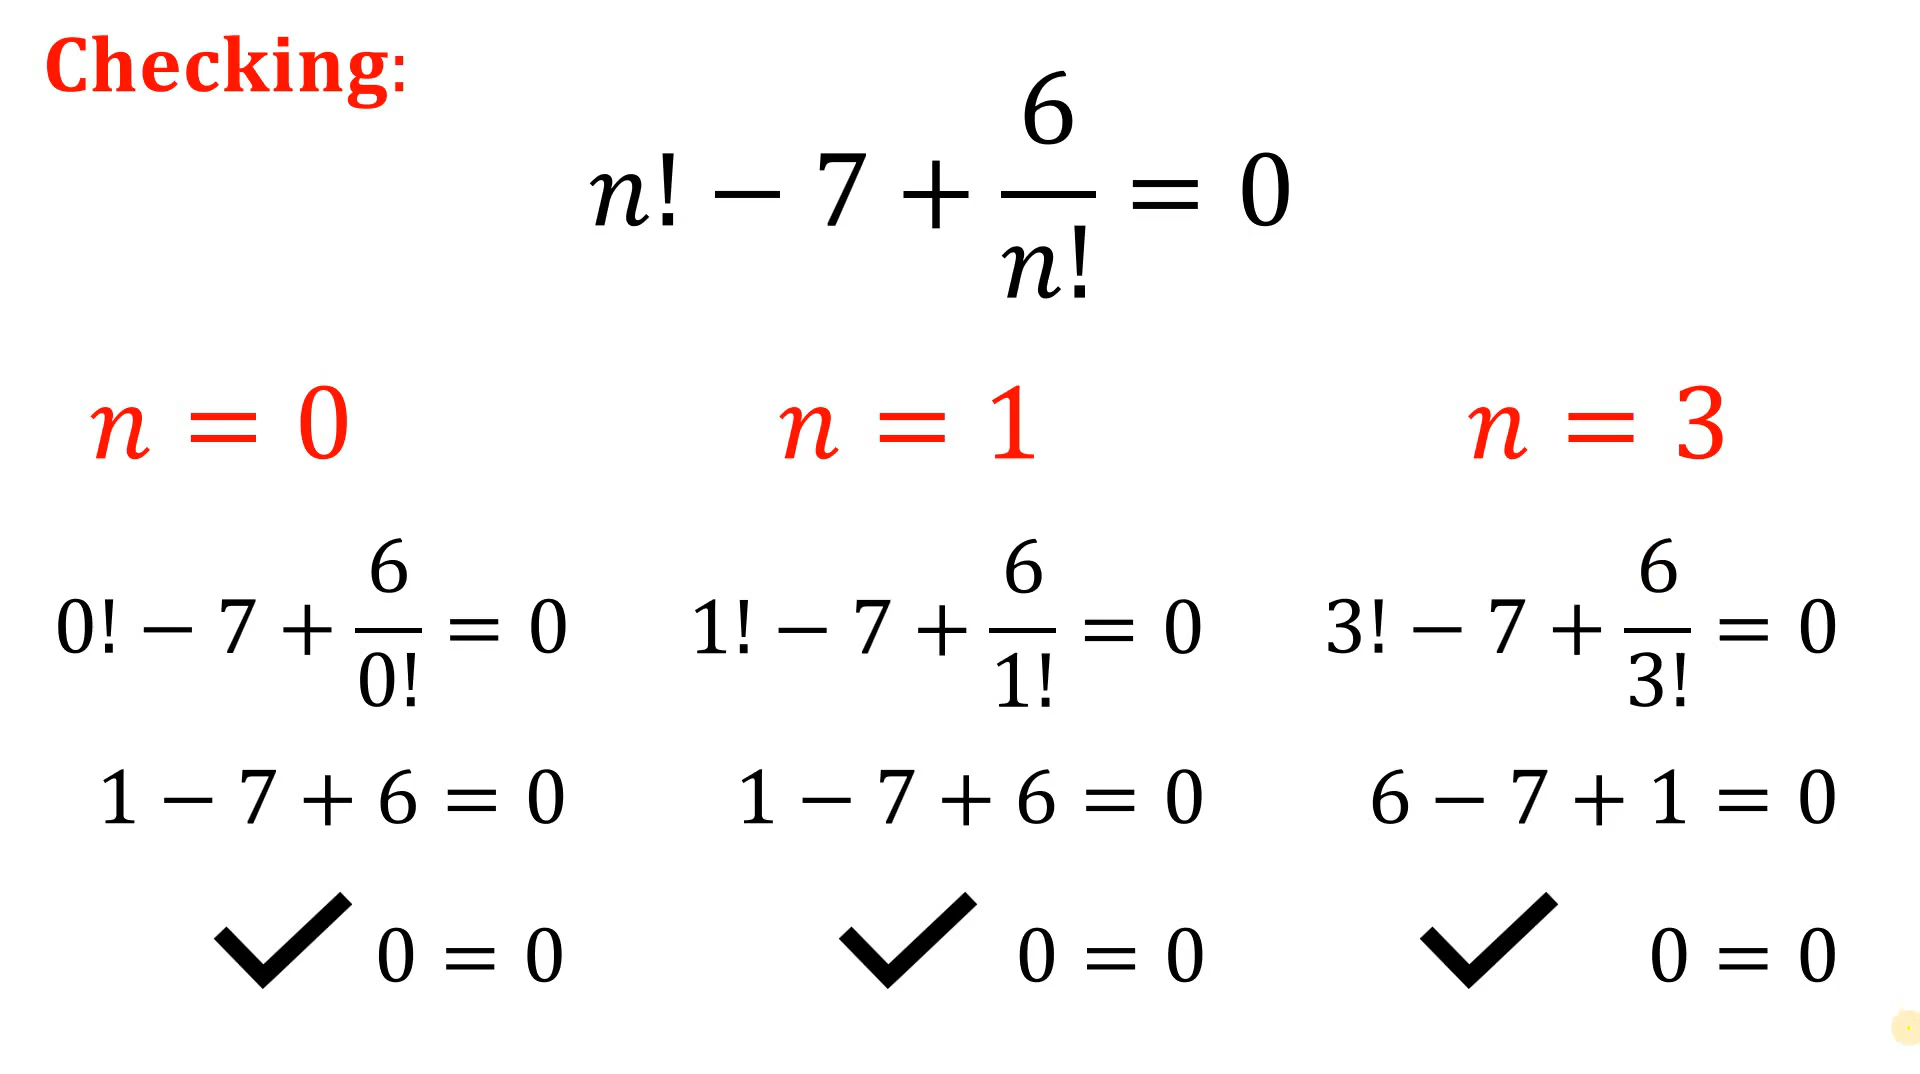 Checking:
n! − 7 + 6/n! = 0
n = 0
n = 1
n = 3
0! − 7 + 6/0! = 0
1! − 7 + 6/1! = 0
3! − 7 + 6/3! = 0
1 − 7 + 6 = 0
1 − 7 + 6 = 0
6 − 7 + 1 = 0
✓ 0 = 0
✓ 0 = 0
✓ 0 = 0